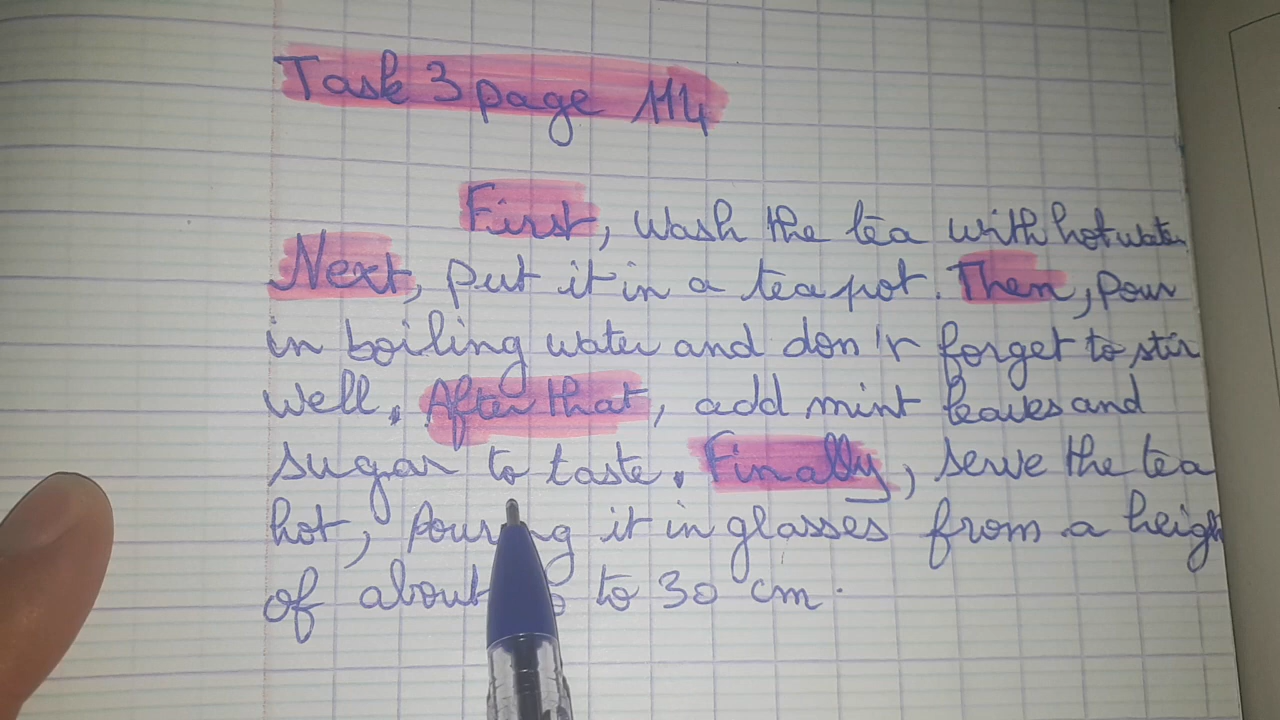 Task 3 page 114
First, wash the tea with hot water
Next, put it in a tea pot. Then, pour
in boiling water and don't forget to stir
well. After that, add mint leaves and
sugar to taste. Finally, serve the tea
hot, pouring it in glasses from a heigh
of about to 30 cm.